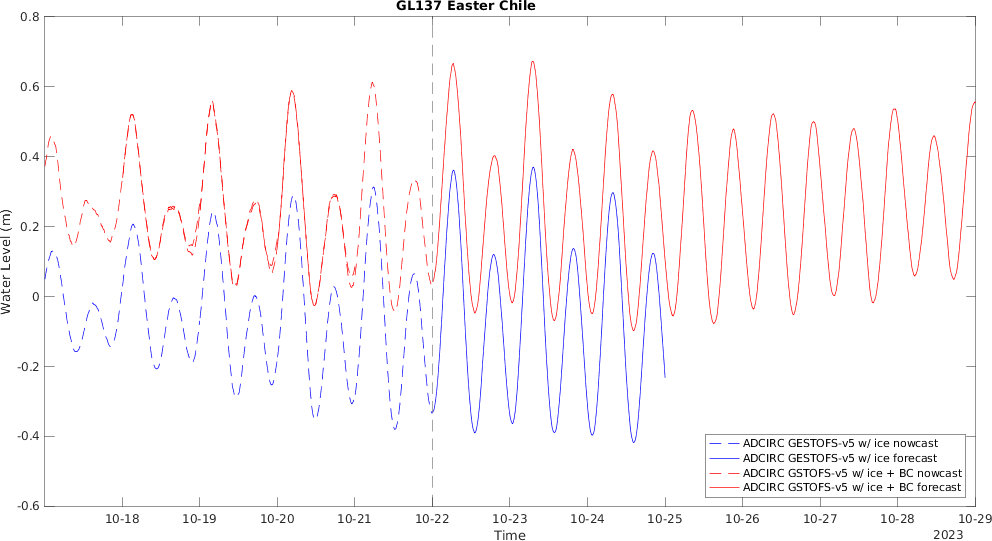 GL137 Easter Chile
0.8
0.6
0.4
0.2
0
-0.2
-0.4
-0.6
Water Level (m)
ADCIRC GESTOFS-v5 w/ ice nowcast
ADCIRC GESTOFS-v5 w/ ice forecast
ADCIRC GSTOFS-v5 w/ ice + BC nowcast
ADCIRC GSTOFS-v5 w/ ice + BC forecast
10-18 10-19 10-20 10-21 10-22 10-23 10-24 10-25 10-26 10-27 10-28 10-29
Time
2023